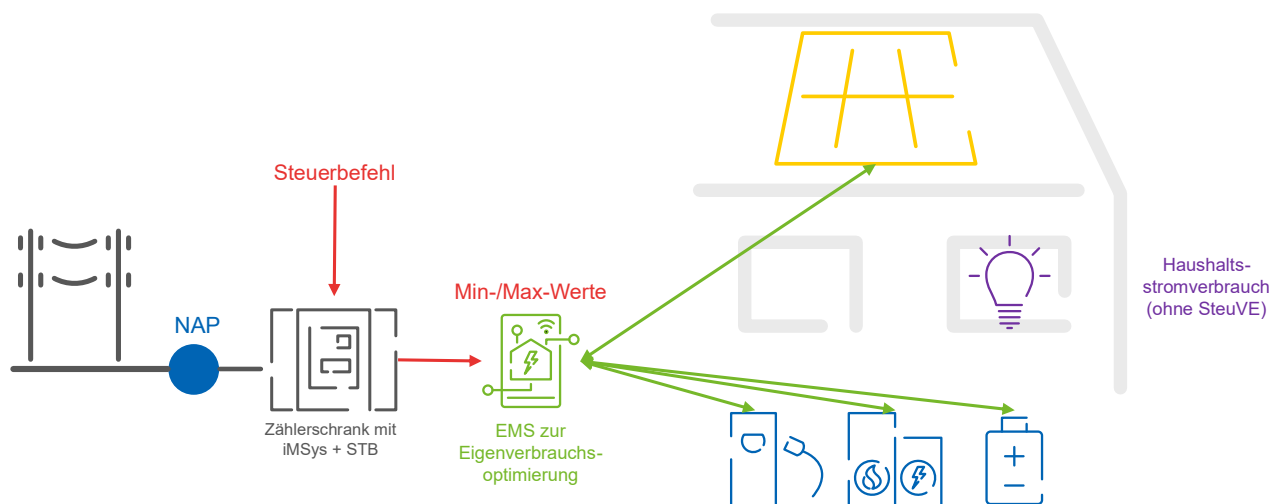 Steuerbefehl
NAP
Zählerschrank mit
iMSys + STB
Min-/Max-Werte
EMS zur
Eigenverbrauchs-
optimierung
Haushalts-
stromverbrauch
(ohne SteuVE)